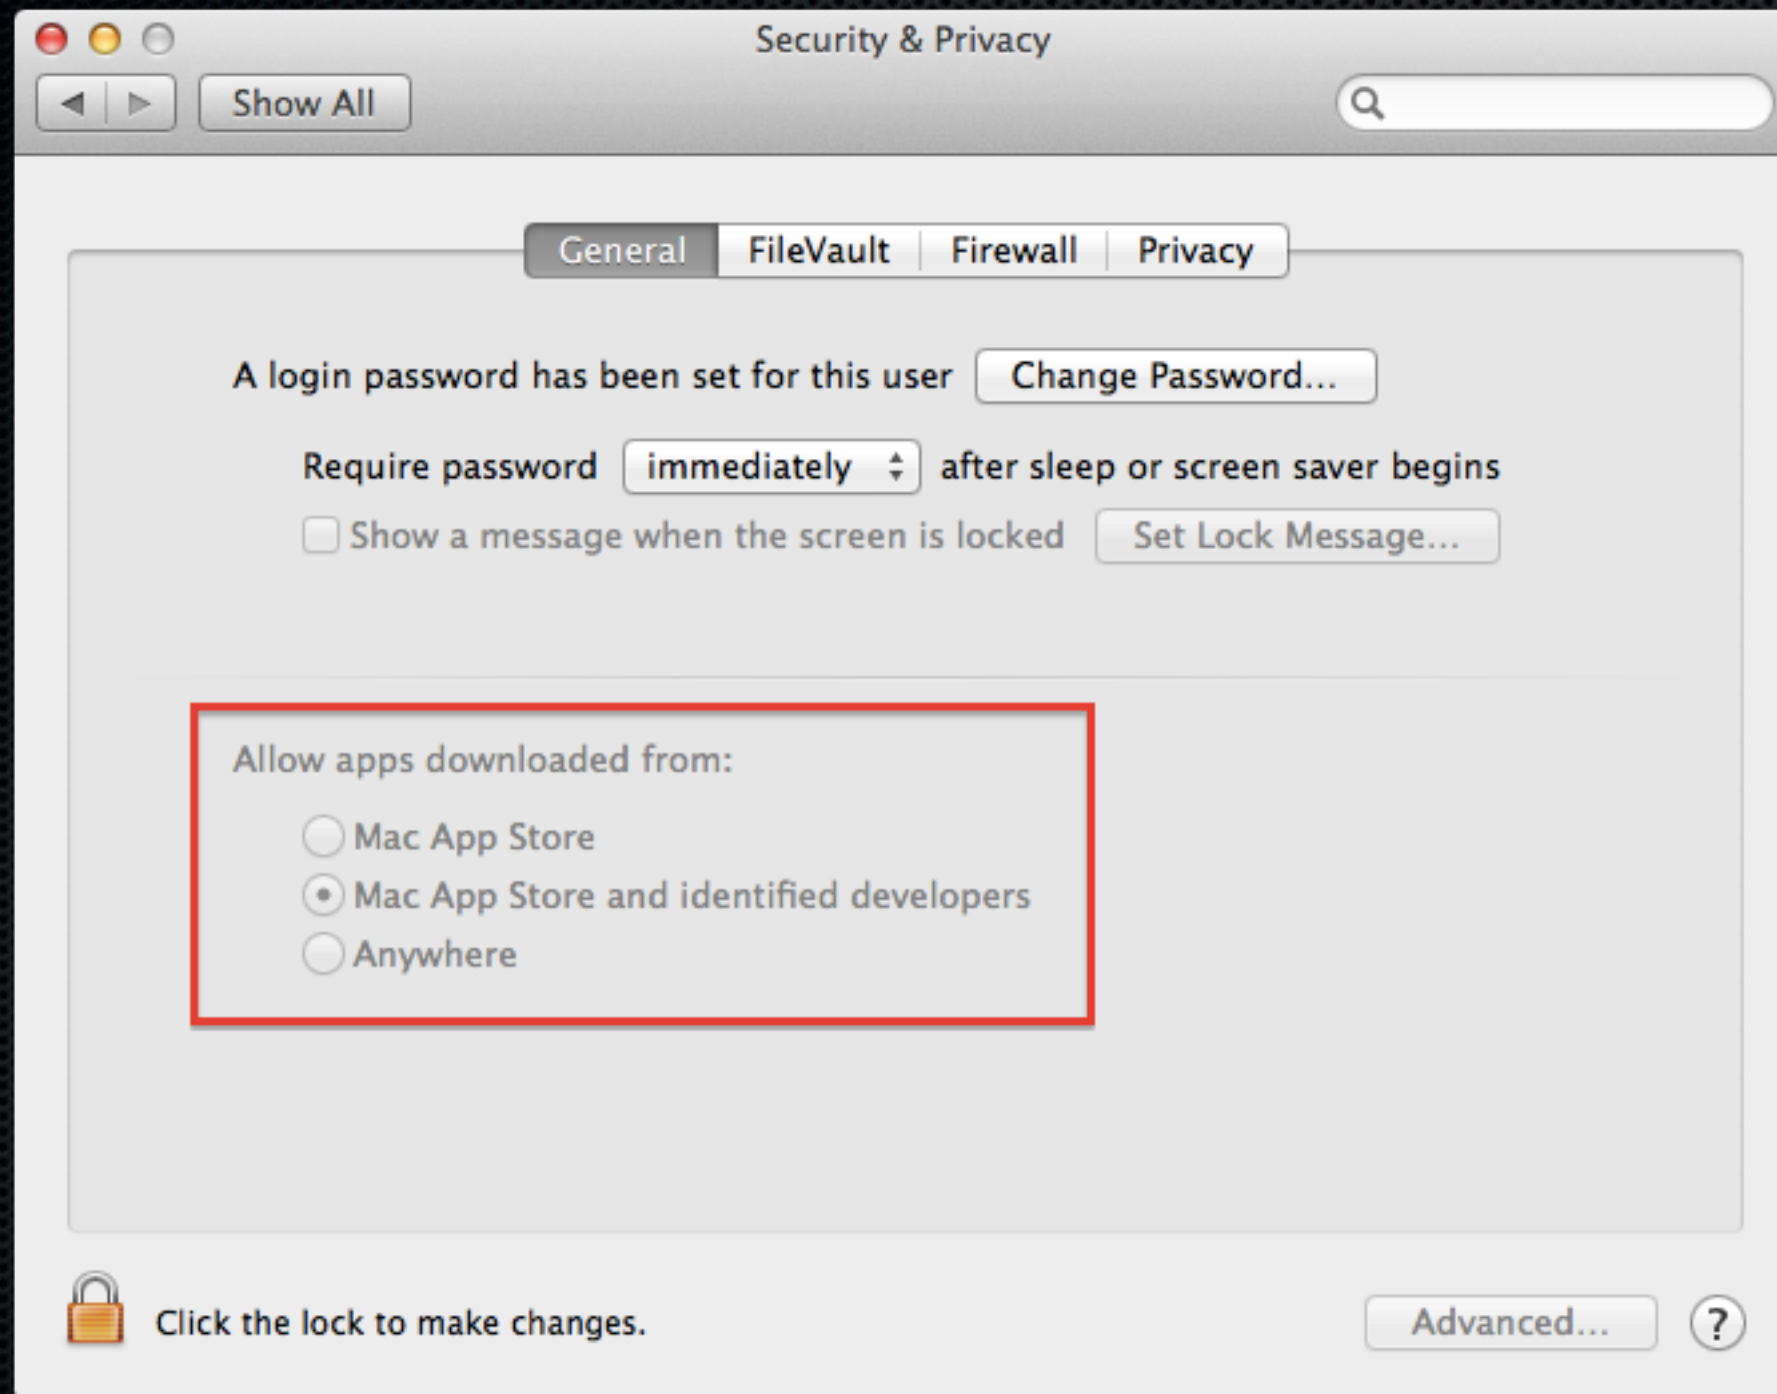 Security & Privacy
Show All
General FileVault Firewall Privacy
A login password has been set for this user Change Password...
Require password immediately after sleep or screen saver begins
Show a message when the screen is locked Set Lock Message...
Allow apps downloaded from:
Mac App Store
Mac App Store and identified developers
Anywhere
Click the lock to make changes.
Advanced... ?